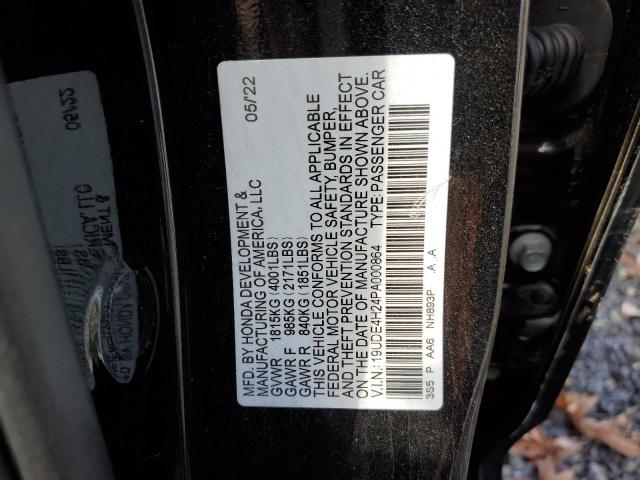 MFD. BY HONDA DEVELOPMENT & 05/22
MANUFACTURING OF AMERICA, LLC
GVWR 1815KG (4001LBS)
GAWR F 985KG (2171LBS)
GAWR R 840KG (1851LBS)
THIS VEHICLE CONFORMS TO ALL APPLICABLE
FEDERAL MOTOR VEHICLE SAFETY, BUMPER,
AND THEFT PREVENTION STANDARDS IN EFFECT
ON THE DATE OF MANUFACTURE SHOWN ABOVE.
V.I.N.:19UDE4H24PA000864 TYPE:PASSENGER CAR
3S5 P AA6 NH893P .A .A